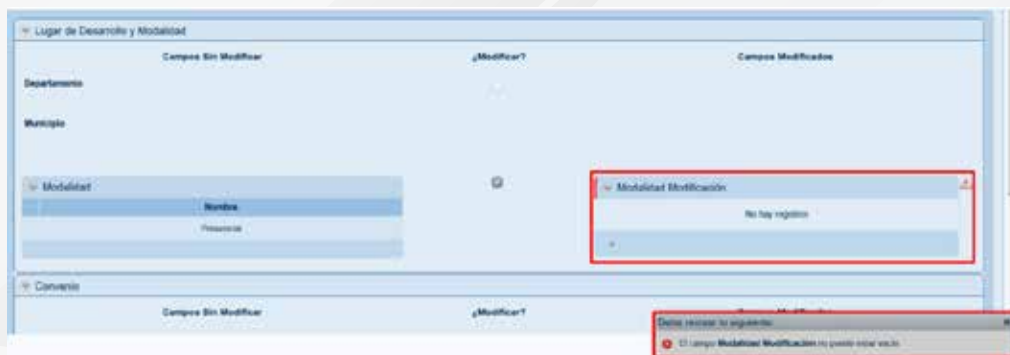 Lugar de Desarrollo y Modalidad
Campos Sin Modificar ¿Modificar? Campos Modificados
Departamento
Municipio
Modalidad
Nombre
Presencial
Modalidad Modificación
No hay registros
Convenio
Campos Sin Modificar ¿Modificar?
Debes revisar lo siguiente:
El campo Modalidad Modificación no puede estar vacío